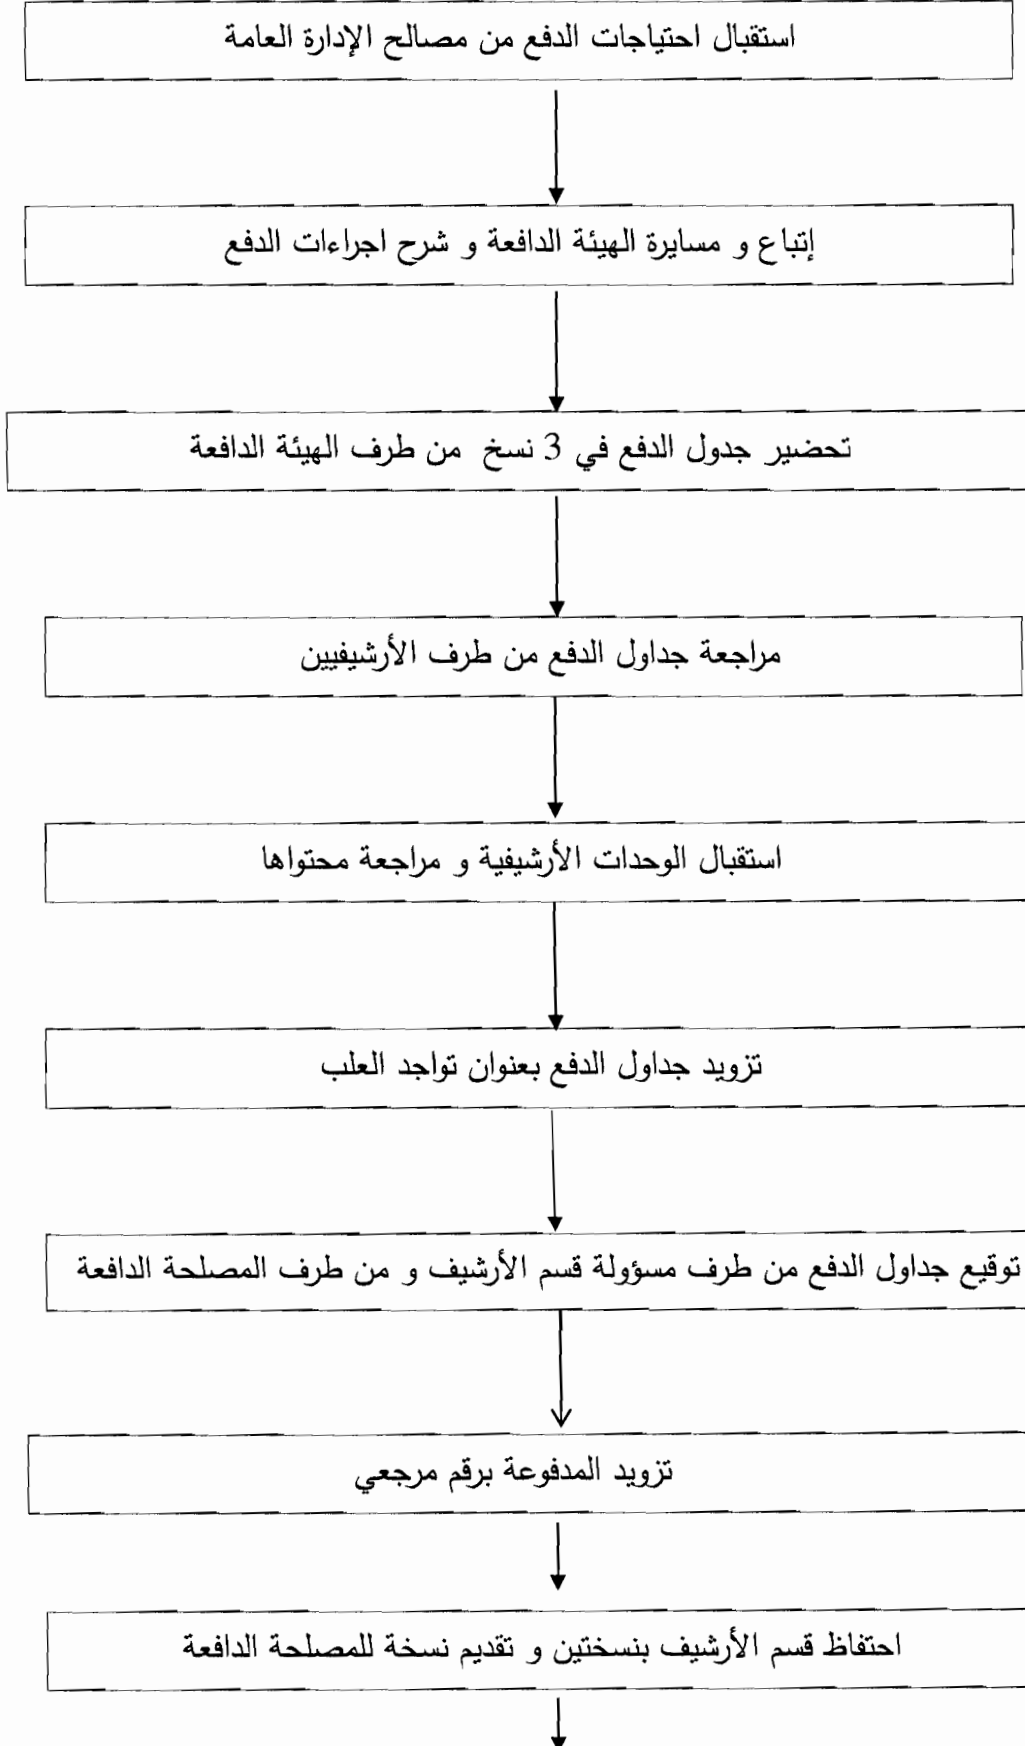 استقبال احتياجات الدفع من مصالح الإدارة العامة
إتباع و مسايرة الهيئة الدافعة و شرح اجراءات الدفع
تحضير جدول الدفع في 3 نسخ من طرف الهيئة الدافعة
مراجعة جداول الدفع من طرف الأرشيفيين
استقبال الوحدات الأرشيفية و مراجعة محتواها
تزويد جداول الدفع بعنوان تواجد العلب
توقيع جداول الدفع من طرف مسؤولة قسم الأرشيف و من طرف المصلحة الدافعة
تزويد المدفوعة برقم مرجعي
احتفاظ قسم الأرشيف بنسختين و تقديم نسخة للمصلحة الدافعة